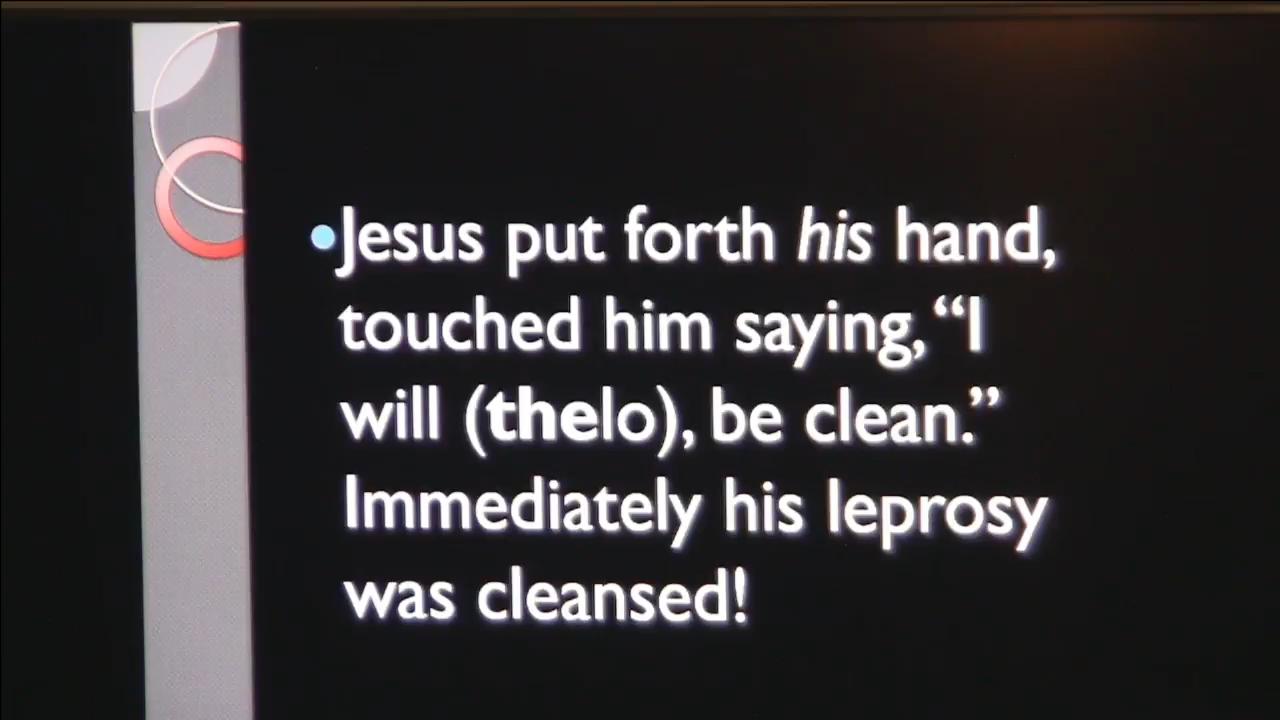 •Jesus put forth his hand,
touched him saying, “I
will (thelo), be clean.”
Immediately his leprosy
was cleansed!